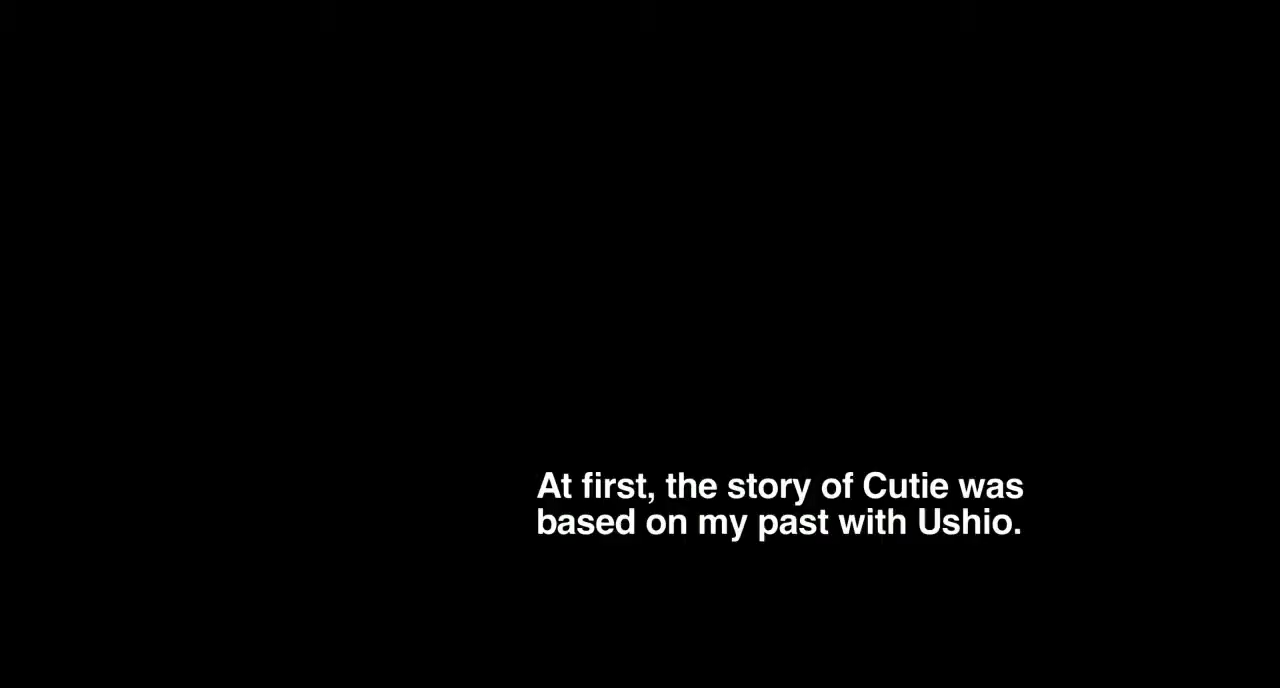 At first, the story of Cutie was
based on my past with Ushio.